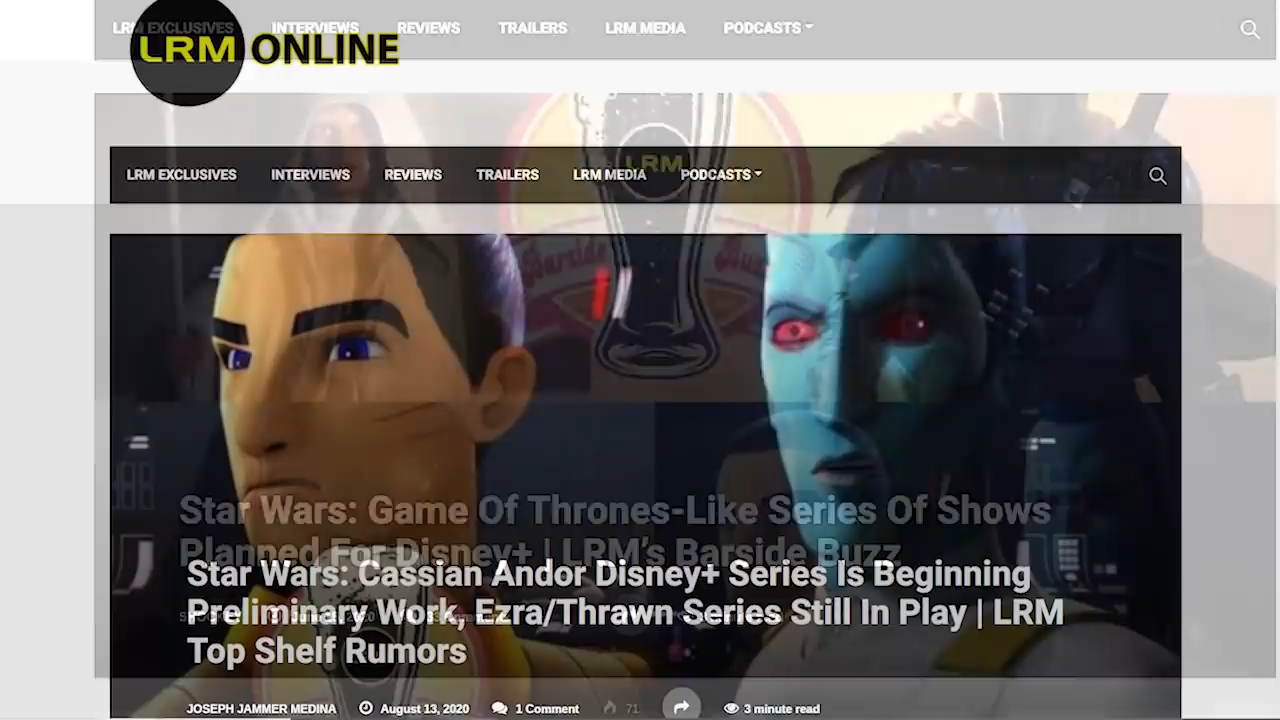 LRM EXCLUSIVES INTERVIEWS REVIEWS TRAILERS LRM MEDIA PODCASTS
LRM ONLINE
LRM
LRM EXCLUSIVES INTERVIEWS REVIEWS TRAILERS LRM MEDIA PODCASTS
Barside Buzz
Star Wars: Game Of Thrones-Like Series Of Shows
Planned For Disney+ | LRM's Barside Buzz
Star Wars: Cassian Andor Disney+ Series Is Beginning
Preliminary Work, Ezra/Thrawn Series Still In Play | LRM
Top Shelf Rumors
JOSEPH JAMMER MEDINA August 13, 2020 1 Comment 71 3 minute read